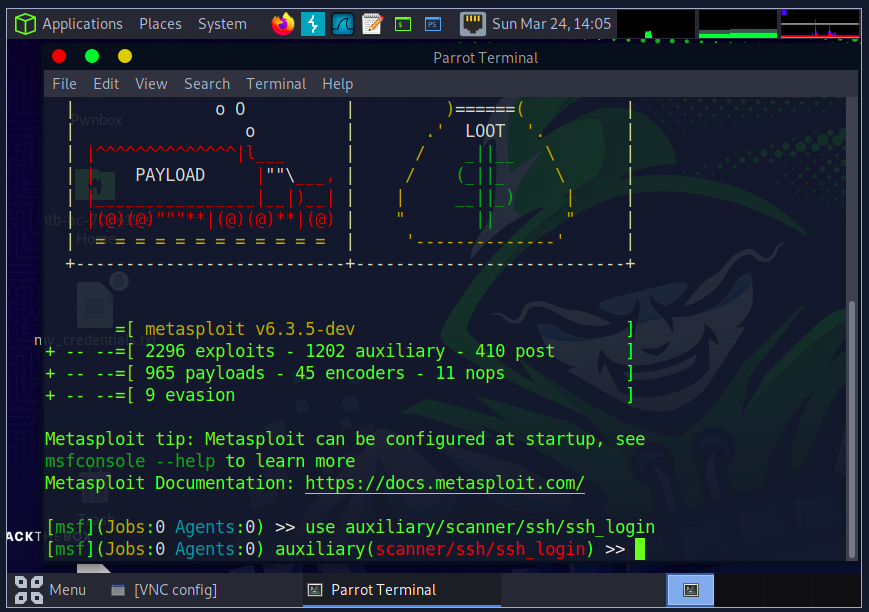 Applications Places System Sun Mar 24, 14:05
Parrot Terminal
File Edit View Search Terminal Help
Pwnbox
| o O | )======( |
| o | .' LOOT '. |
| |^^^^^^^^^^^^^^|l___ | / _||__ \ |
| | PAYLOAD |""\___, | / (_||_ \ |
| |________________|__|)__| | | __||_) | |
| |(@)(@)"""**|(@)(@)**|(@) | " || " |
| = = = = = = = = = = = = | '--------------' |
+---------------------------+---------------------------+
Home
my_credentials.txt
=[ metasploit v6.3.5-dev ]
+ -- --=[ 2296 exploits - 1202 auxiliary - 410 post ]
+ -- --=[ 965 payloads - 45 encoders - 11 nops ]
+ -- --=[ 9 evasion ]
Metasploit tip: Metasploit can be configured at startup, see
msfconsole --help to learn more
Metasploit Documentation: https://docs.metasploit.com/
[msf](Jobs:0 Agents:0) >> use auxiliary/scanner/ssh/ssh_login
[msf](Jobs:0 Agents:0) auxiliary(scanner/ssh/ssh_login) >>
Menu [VNC config] Parrot Terminal